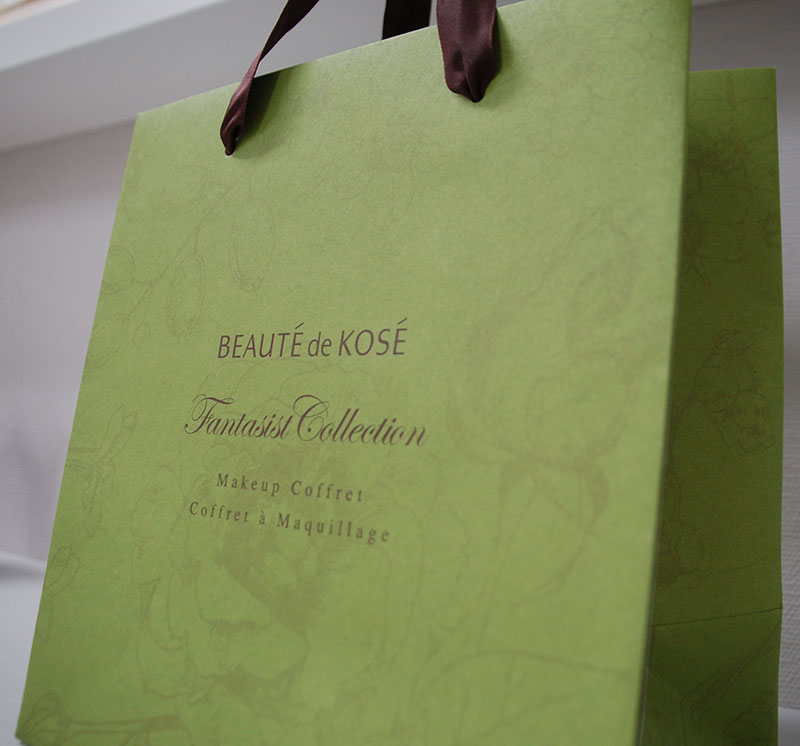 BEAUTÉ de KOSÉ
Fantasist Collection
Makeup Coffret
Coffret à Maquillage